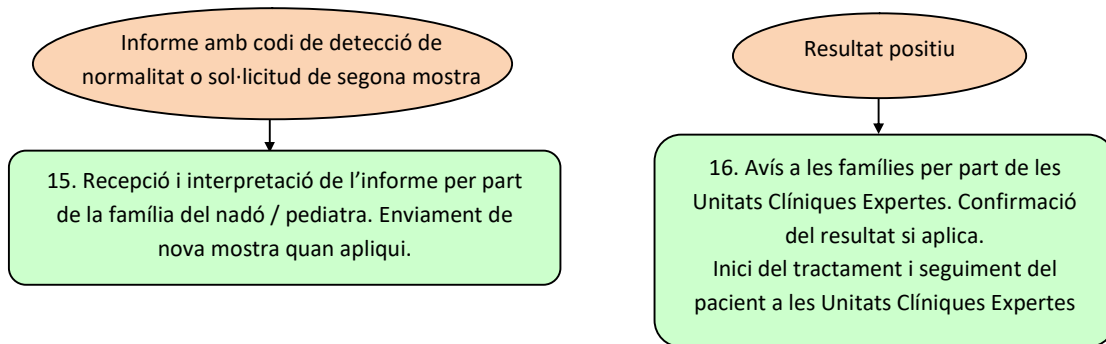 Informe amb codi de detecció de
normalitat o sol·licitud de segona mostra
15. Recepció i interpretació de l’informe per part
de la família del nadó / pediatra. Enviament de
nova mostra quan apliqui.
Resultat positiu
16. Avís a les famílies per part de les
Unitats Clíniques Expertes. Confirmació
del resultat si aplica.
Inici del tractament i seguiment del
pacient a les Unitats Clíniques Expertes